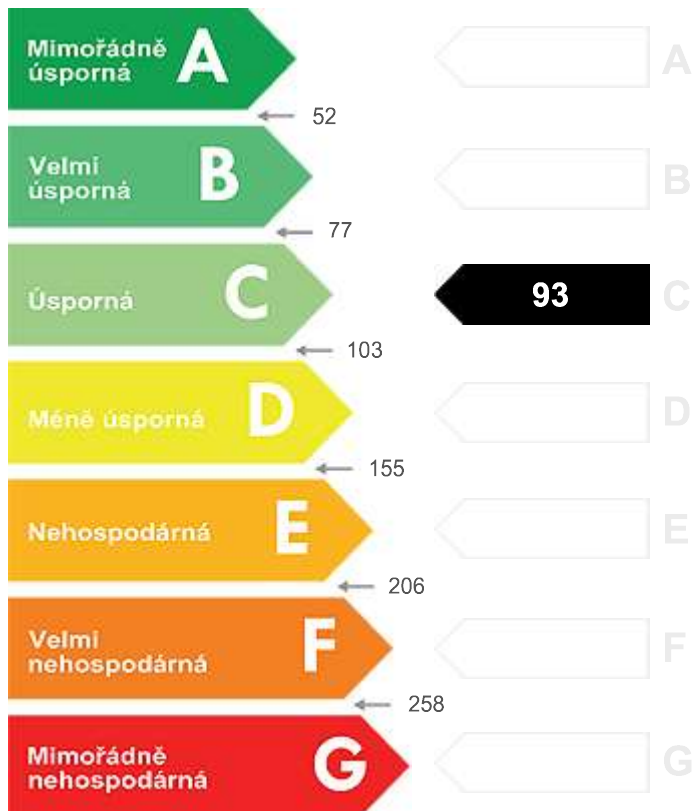 Mimořádně
úsporná
A
A
52
Velmi
úsporná
B
B
77
Úsporná
C
93
C
103
Méně úsporná
D
D
155
Nehospodárná
E
E
206
Velmi
nehospodárná
F
F
258
Mimořádně
nehospodárná
G
G